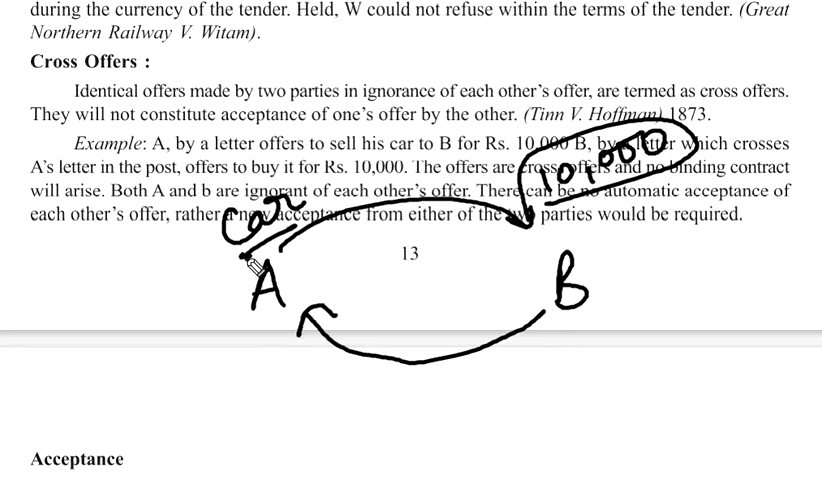 during the currency of the tender. Held, W could not refuse within the terms of the tender. (Great
Northern Railway V. Witam).
Cross Offers :
Identical offers made by two parties in ignorance of each other's offer, are termed as cross offers.
They will not constitute acceptance of one's offer by the other. (Tinn V. Hoffman) 1873.
Example: A, by a letter offers to sell his car to B for Rs. 10,000 B, by a letter which crosses
A's letter in the post, offers to buy it for Rs. 10,000. The offers are cross offers and no binding contract
will arise. Both A and b are ignorant of each other's offer. There can be no automatic acceptance of
each other's offer, rather a new acceptance from either of the two parties would be required.
10,000
Car
13
A B
Acceptance